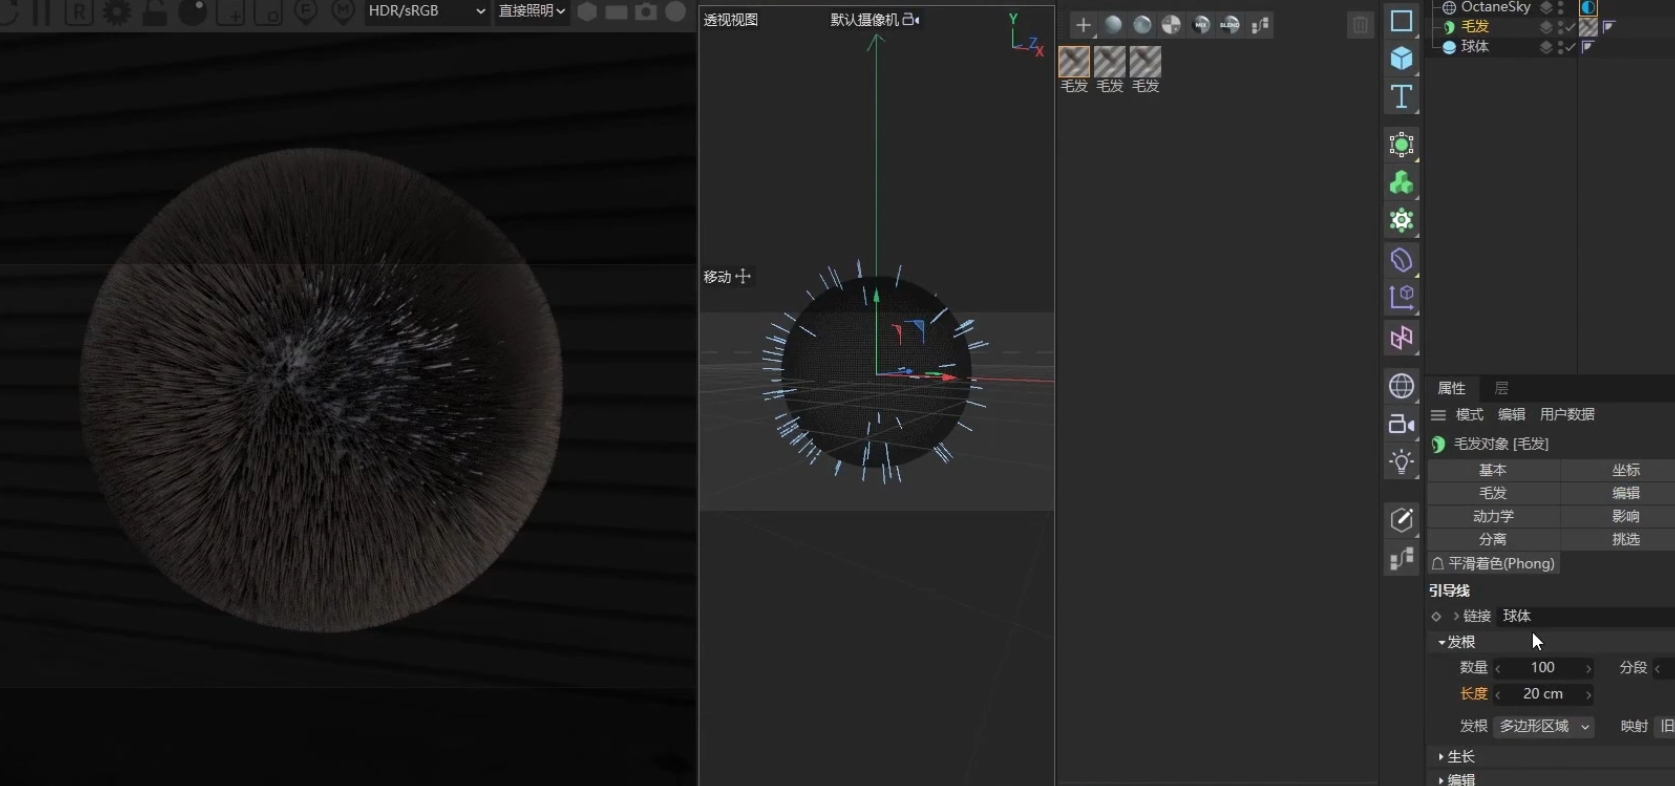 HDR/sRGB
直接照明
R
F
M
透视视图
默认摄像机
Y
Z
X
移动
MIX
BLEND
毛发
毛发
毛发
OctaneSky
毛发
球体
属性
层
模式
编辑
用户数据
毛发对象 [毛发]
基本
坐标
毛发
编辑
动力学
影响
分离
挑选
平滑着色(Phong)
引导线
链接 球体
发根
数量 100
分段
长度 20 cm
发根 多边形区域
映射 旧
生长
编辑